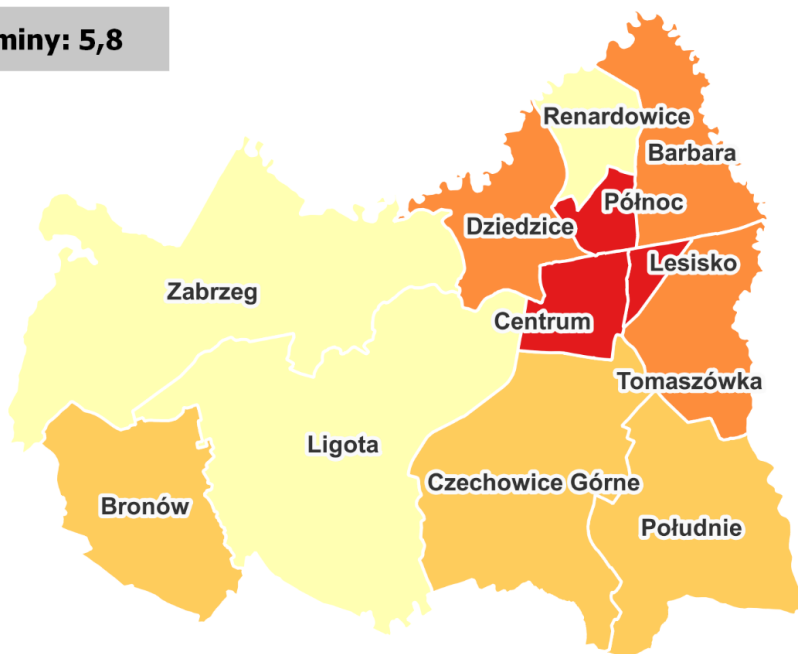 miny: 5,8
Renardowice
Barbara
Północ
Dziedzice
Lesisko
Zabrzeg
Centrum
Tomaszówka
Ligota
Czechowice Górne
Bronów
Południe